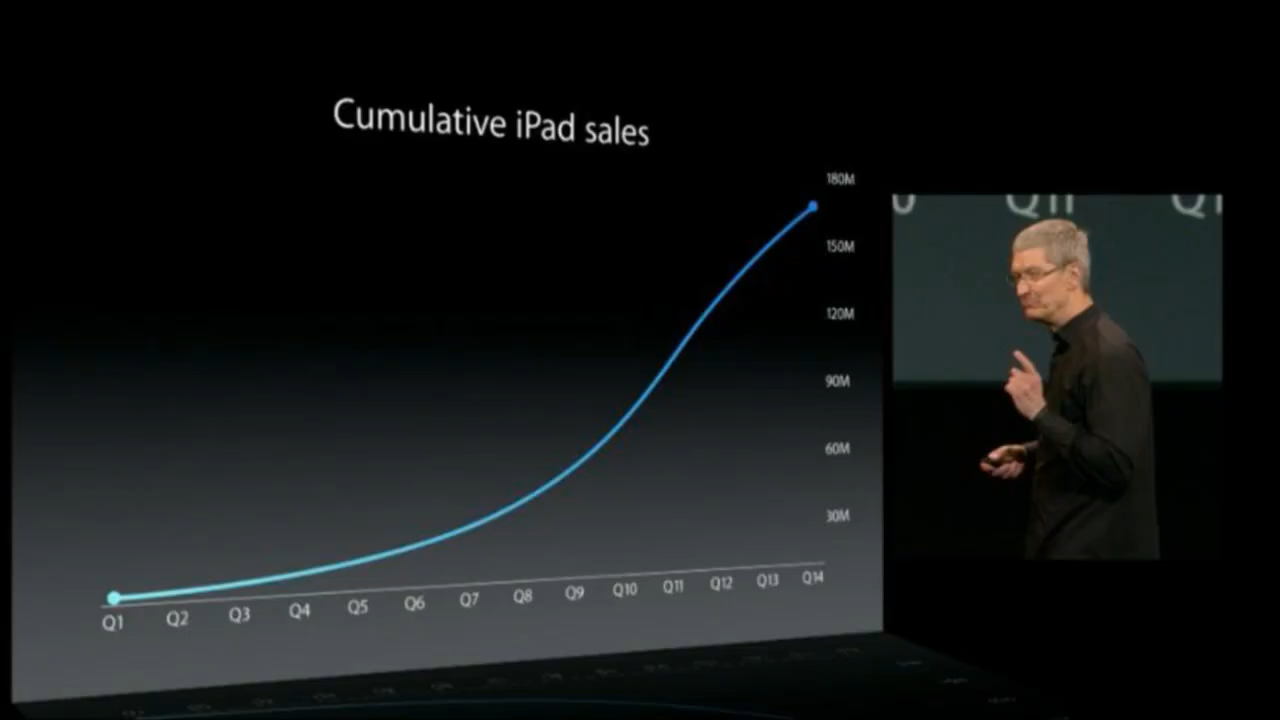 Cumulative iPad sales
180M
150M
120M
90M
60M
30M
Q1 Q2 Q3 Q4 Q5 Q6 Q7 Q8 Q9 Q10 Q11 Q12 Q13 Q14
Q11